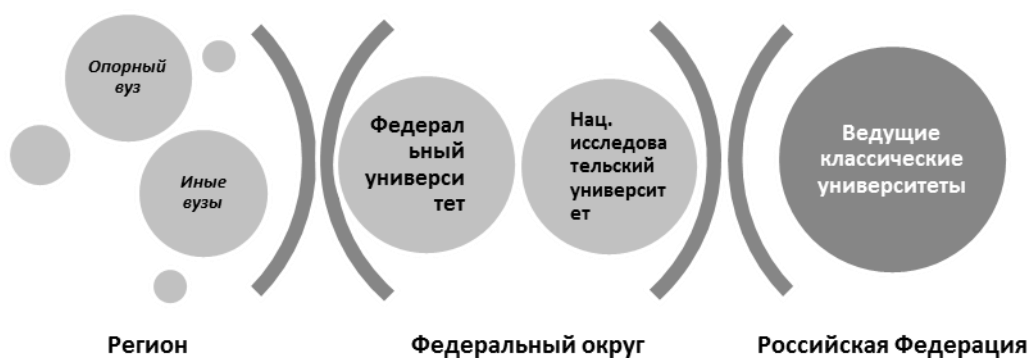 Опорный
вуз
Иные
вузы
Федерал
ьный
универси
тет
Нац.
исследова
тельский
университ
ет
Ведущие
классические
университеты
Регион
Федеральный округ
Российская Федерация